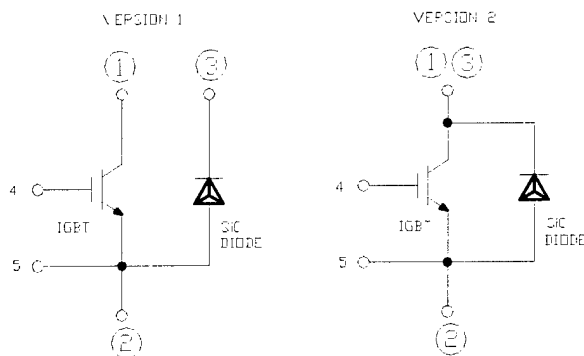 VERSION 1
VERSION 2
1 3
1 3
4
IGBT
SiC
DIODE
5
2
4
IGBT
SiC
DIODE
5
2